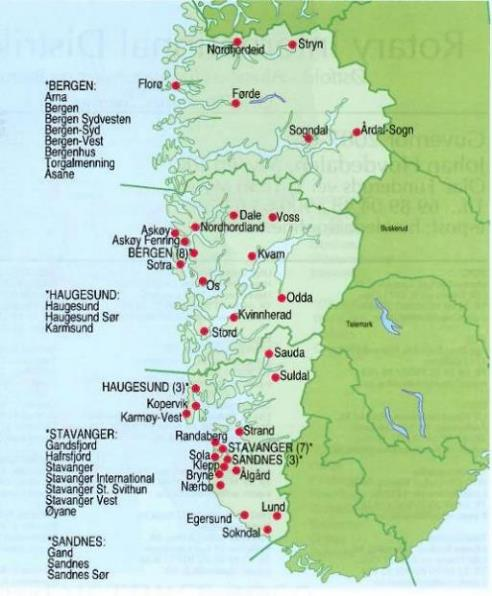 Rotary
Nordfjordeid
Stryn
Florø
Førde
Sogndal
Årdal-Sogn
*BERGEN:
Arna
Bergen
Bergen Sydvesten
Bergen-Syd
Bergen-Vest
Bergenhus
Torgalmenning
Åsane
Dale
Voss
Nordhordland
Askøy
Askøy Fenring
BERGEN (8)*
Sotra
Kvam
Os
Odda
Kvinnherad
Stord
Buskerud
Telemark
*HAUGESUND:
Haugesund
Haugesund Sør
Karmsund
Sauda
Suldal
HAUGESUND (3)*
Kopervik
Karmøy-Vest
*STAVANGER:
Gandsfjord
Hafrsfjord
Stavanger
Stavanger International
Stavanger St. Svithun
Stavanger Vest
Øyane
Strand
Randaberg
STAVANGER (7)*
Sola
SANDNES (3)*
Klepp
Bryne
Ålgård
Nærbø
Egersund
Lund
Sokndal
*SANDNES:
Gand
Sandnes
Sandnes Sør